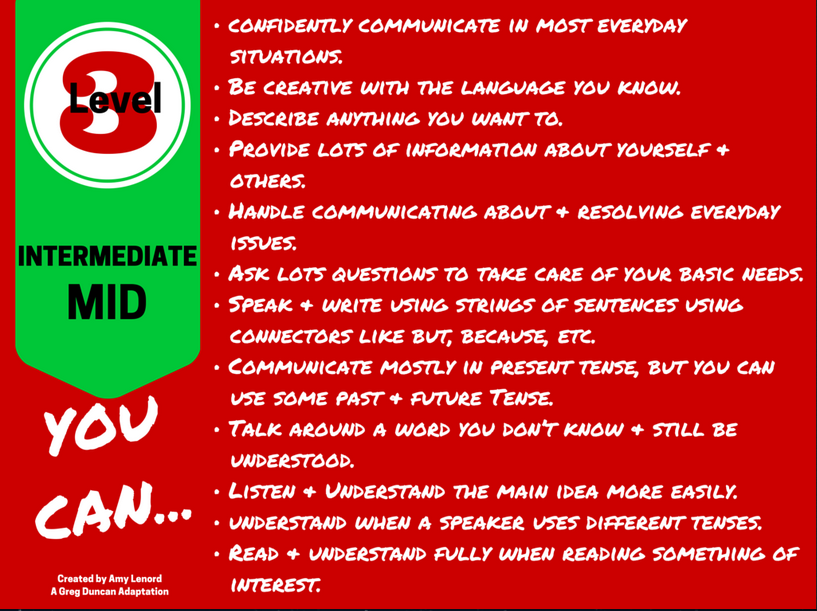 3
Level
INTERMEDIATE
MID
YOU
CAN...
Created by Amy Lenord
A Greg Duncan Adaptation
• CONFIDENTLY COMMUNICATE IN MOST EVERYDAY
SITUATIONS.
• BE CREATIVE WITH THE LANGUAGE YOU KNOW.
• DESCRIBE ANYTHING YOU WANT TO.
• PROVIDE LOTS OF INFORMATION ABOUT YOURSELF +
OTHERS.
• HANDLE COMMUNICATING ABOUT + RESOLVING EVERYDAY
ISSUES.
• ASK LOTS QUESTIONS TO TAKE CARE OF YOUR BASIC NEEDS.
• SPEAK + WRITE USING STRINGS OF SENTENCES USING
CONNECTORS LIKE BUT, BECAUSE, ETC.
• COMMUNICATE MOSTLY IN PRESENT TENSE, BUT YOU CAN
USE SOME PAST + FUTURE TENSE.
• TALK AROUND A WORD YOU DON'T KNOW + STILL BE
UNDERSTOOD.
• LISTEN + UNDERSTAND THE MAIN IDEA MORE EASILY.
• UNDERSTAND WHEN A SPEAKER USES DIFFERENT TENSES.
• READ + UNDERSTAND FULLY WHEN READING SOMETHING OF
INTEREST.